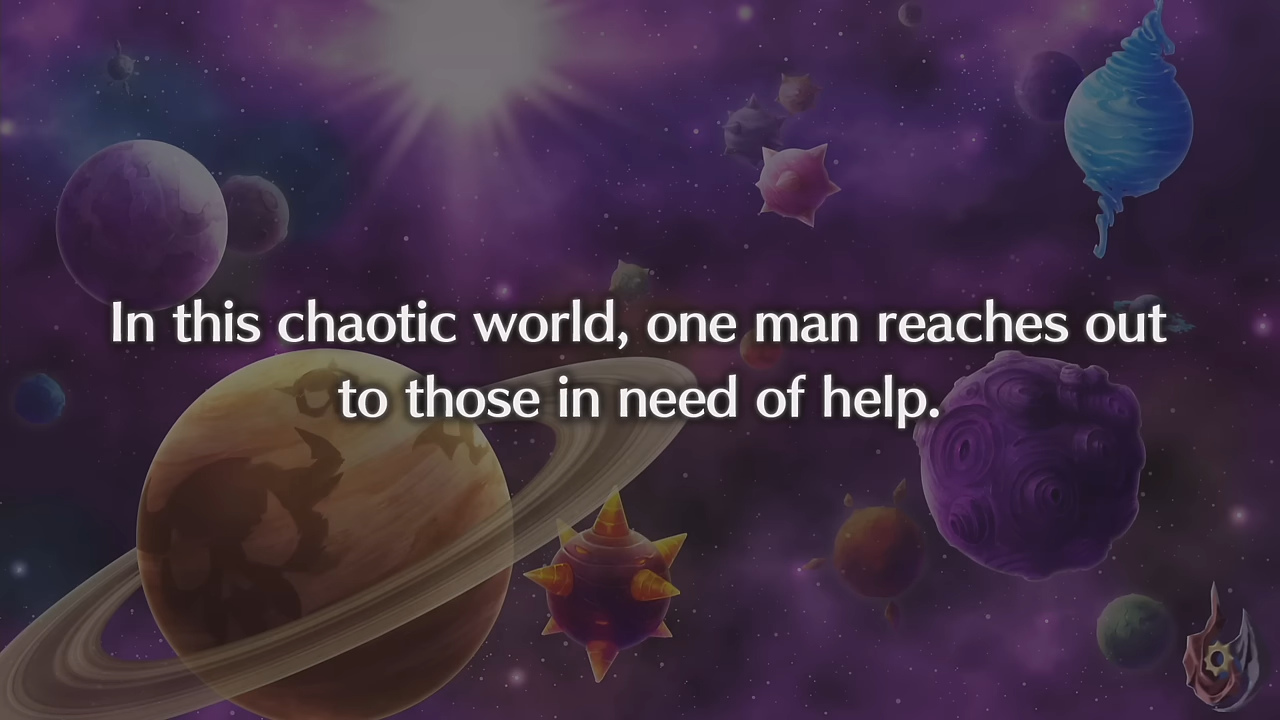 In this chaotic world, one man reaches out
to those in need of help.